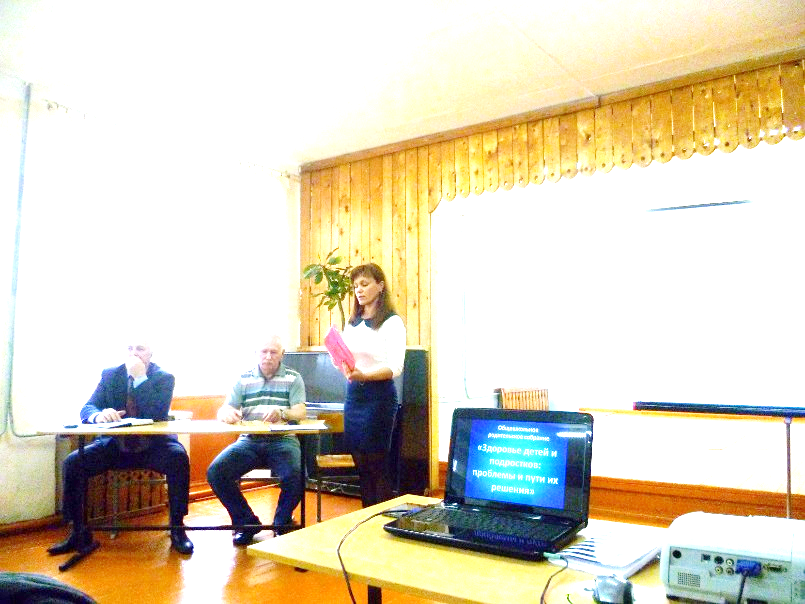 Общешкольное
родительское собрание
«Здоровье детей и
подростков:
проблемы и пути их
решения»